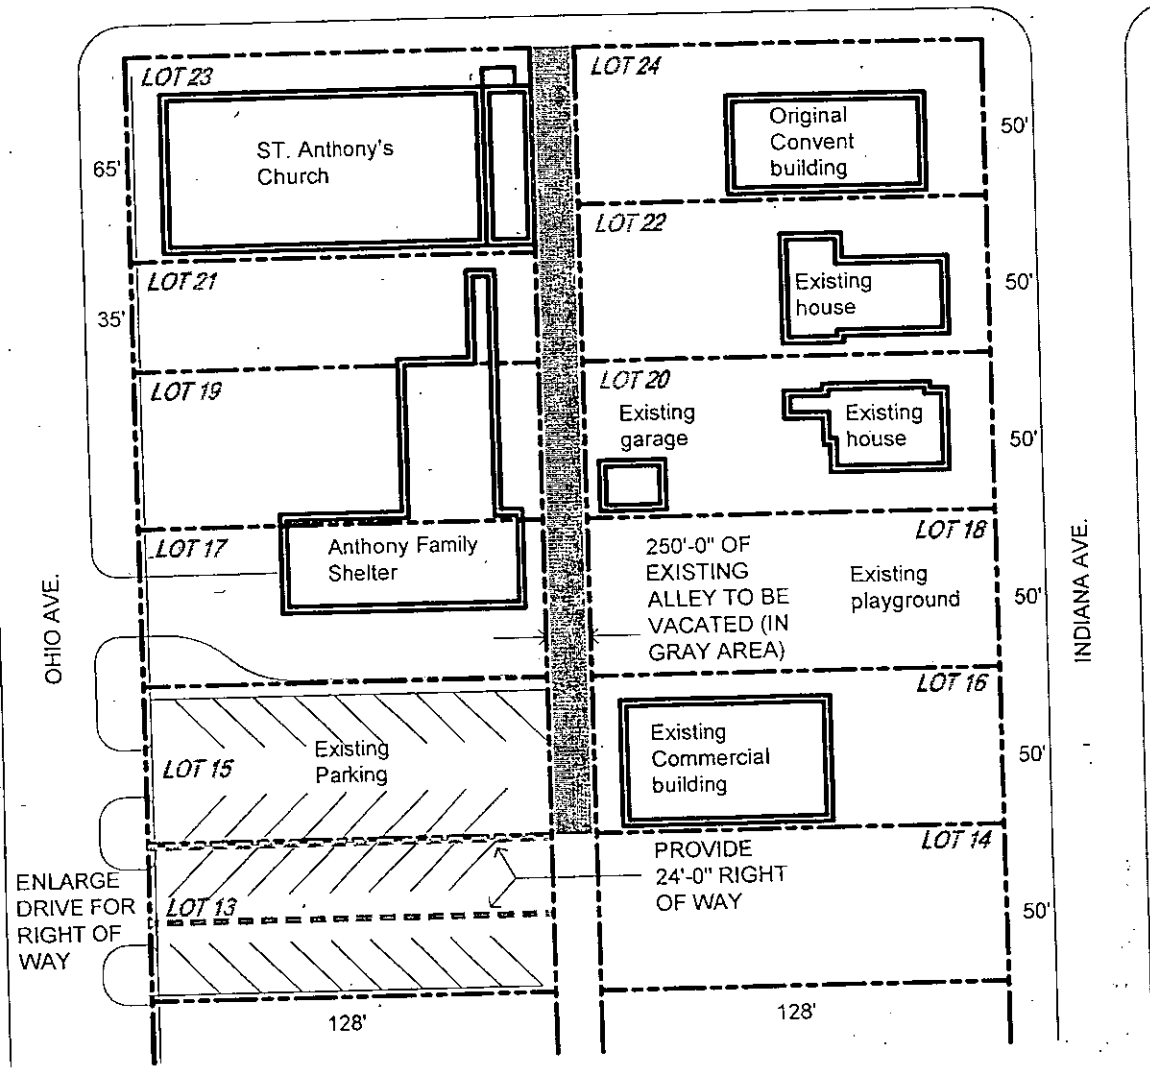 LOT 23
LOT 24
ST. Anthony's
Church
Original
Convent
building
65'
50'
LOT 22
LOT 21
Existing
house
50'
35'
LOT 19
LOT 20
Existing
garage
Existing
house
50'
LOT 17
Anthony Family
Shelter
LOT 18
250'-0" OF
EXISTING
ALLEY TO BE
VACATED (IN
GRAY AREA)
Existing
playground
50'
OHIO AVE.
INDIANA AVE.
LOT 16
Existing
Commercial
building
50'
Existing
Parking
LOT 15
LOT 14
PROVIDE
24'-0" RIGHT
OF WAY
ENLARGE
DRIVE FOR
RIGHT OF
WAY
LOT 13
50'
128'
128'